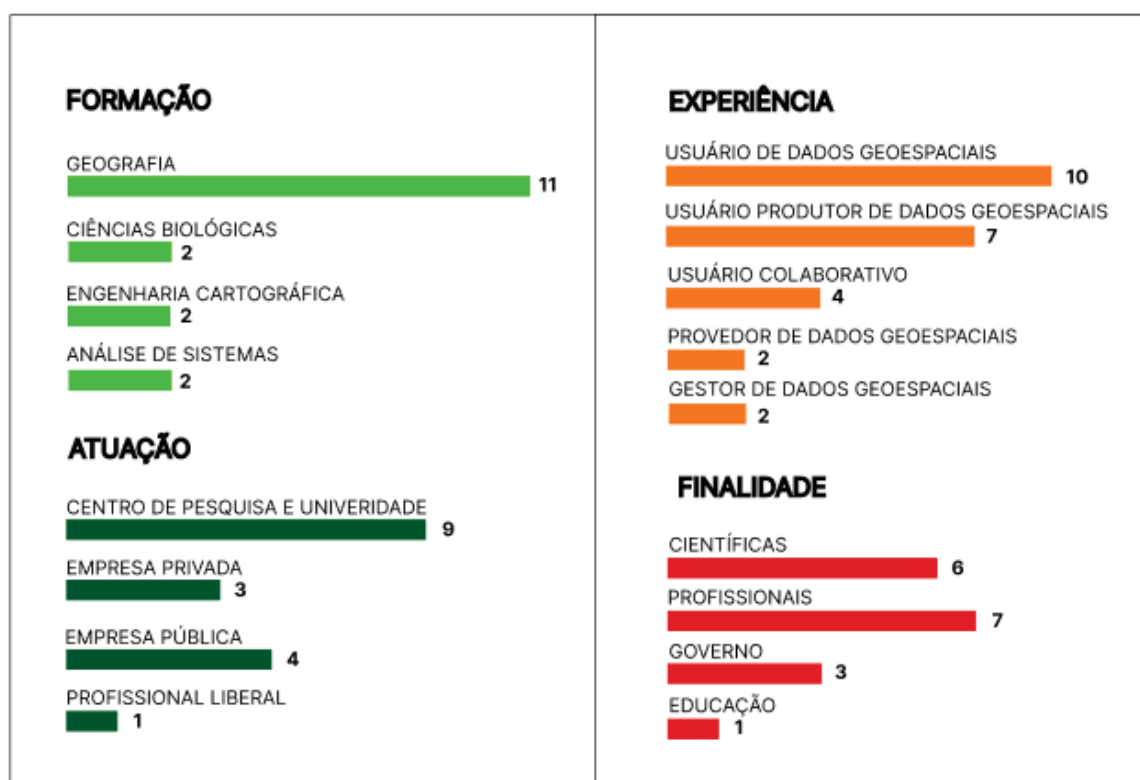 FORMAÇÃO
GEOGRAFIA
11
CIÊNCIAS BIOLÓGICAS
2
ENGENHARIA CARTOGRÁFICA
2
ANÁLISE DE SISTEMAS
2
ATUAÇÃO
CENTRO DE PESQUISA E UNIVERIDADE
9
EMPRESA PRIVADA
3
EMPRESA PÚBLICA
4
PROFISSIONAL LIBERAL
1
EXPERIÊNCIA
USUÁRIO DE DADOS GEOESPACIAIS
10
USUÁRIO PRODUTOR DE DADOS GEOESPACIAIS
7
USUÁRIO COLABORATIVO
4
PROVEDOR DE DADOS GEOESPACIAIS
2
GESTOR DE DADOS GEOESPACIAIS
2
FINALIDADE
CIENTÍFICAS
6
PROFISSIONAIS
7
GOVERNO
3
EDUCAÇÃO
1